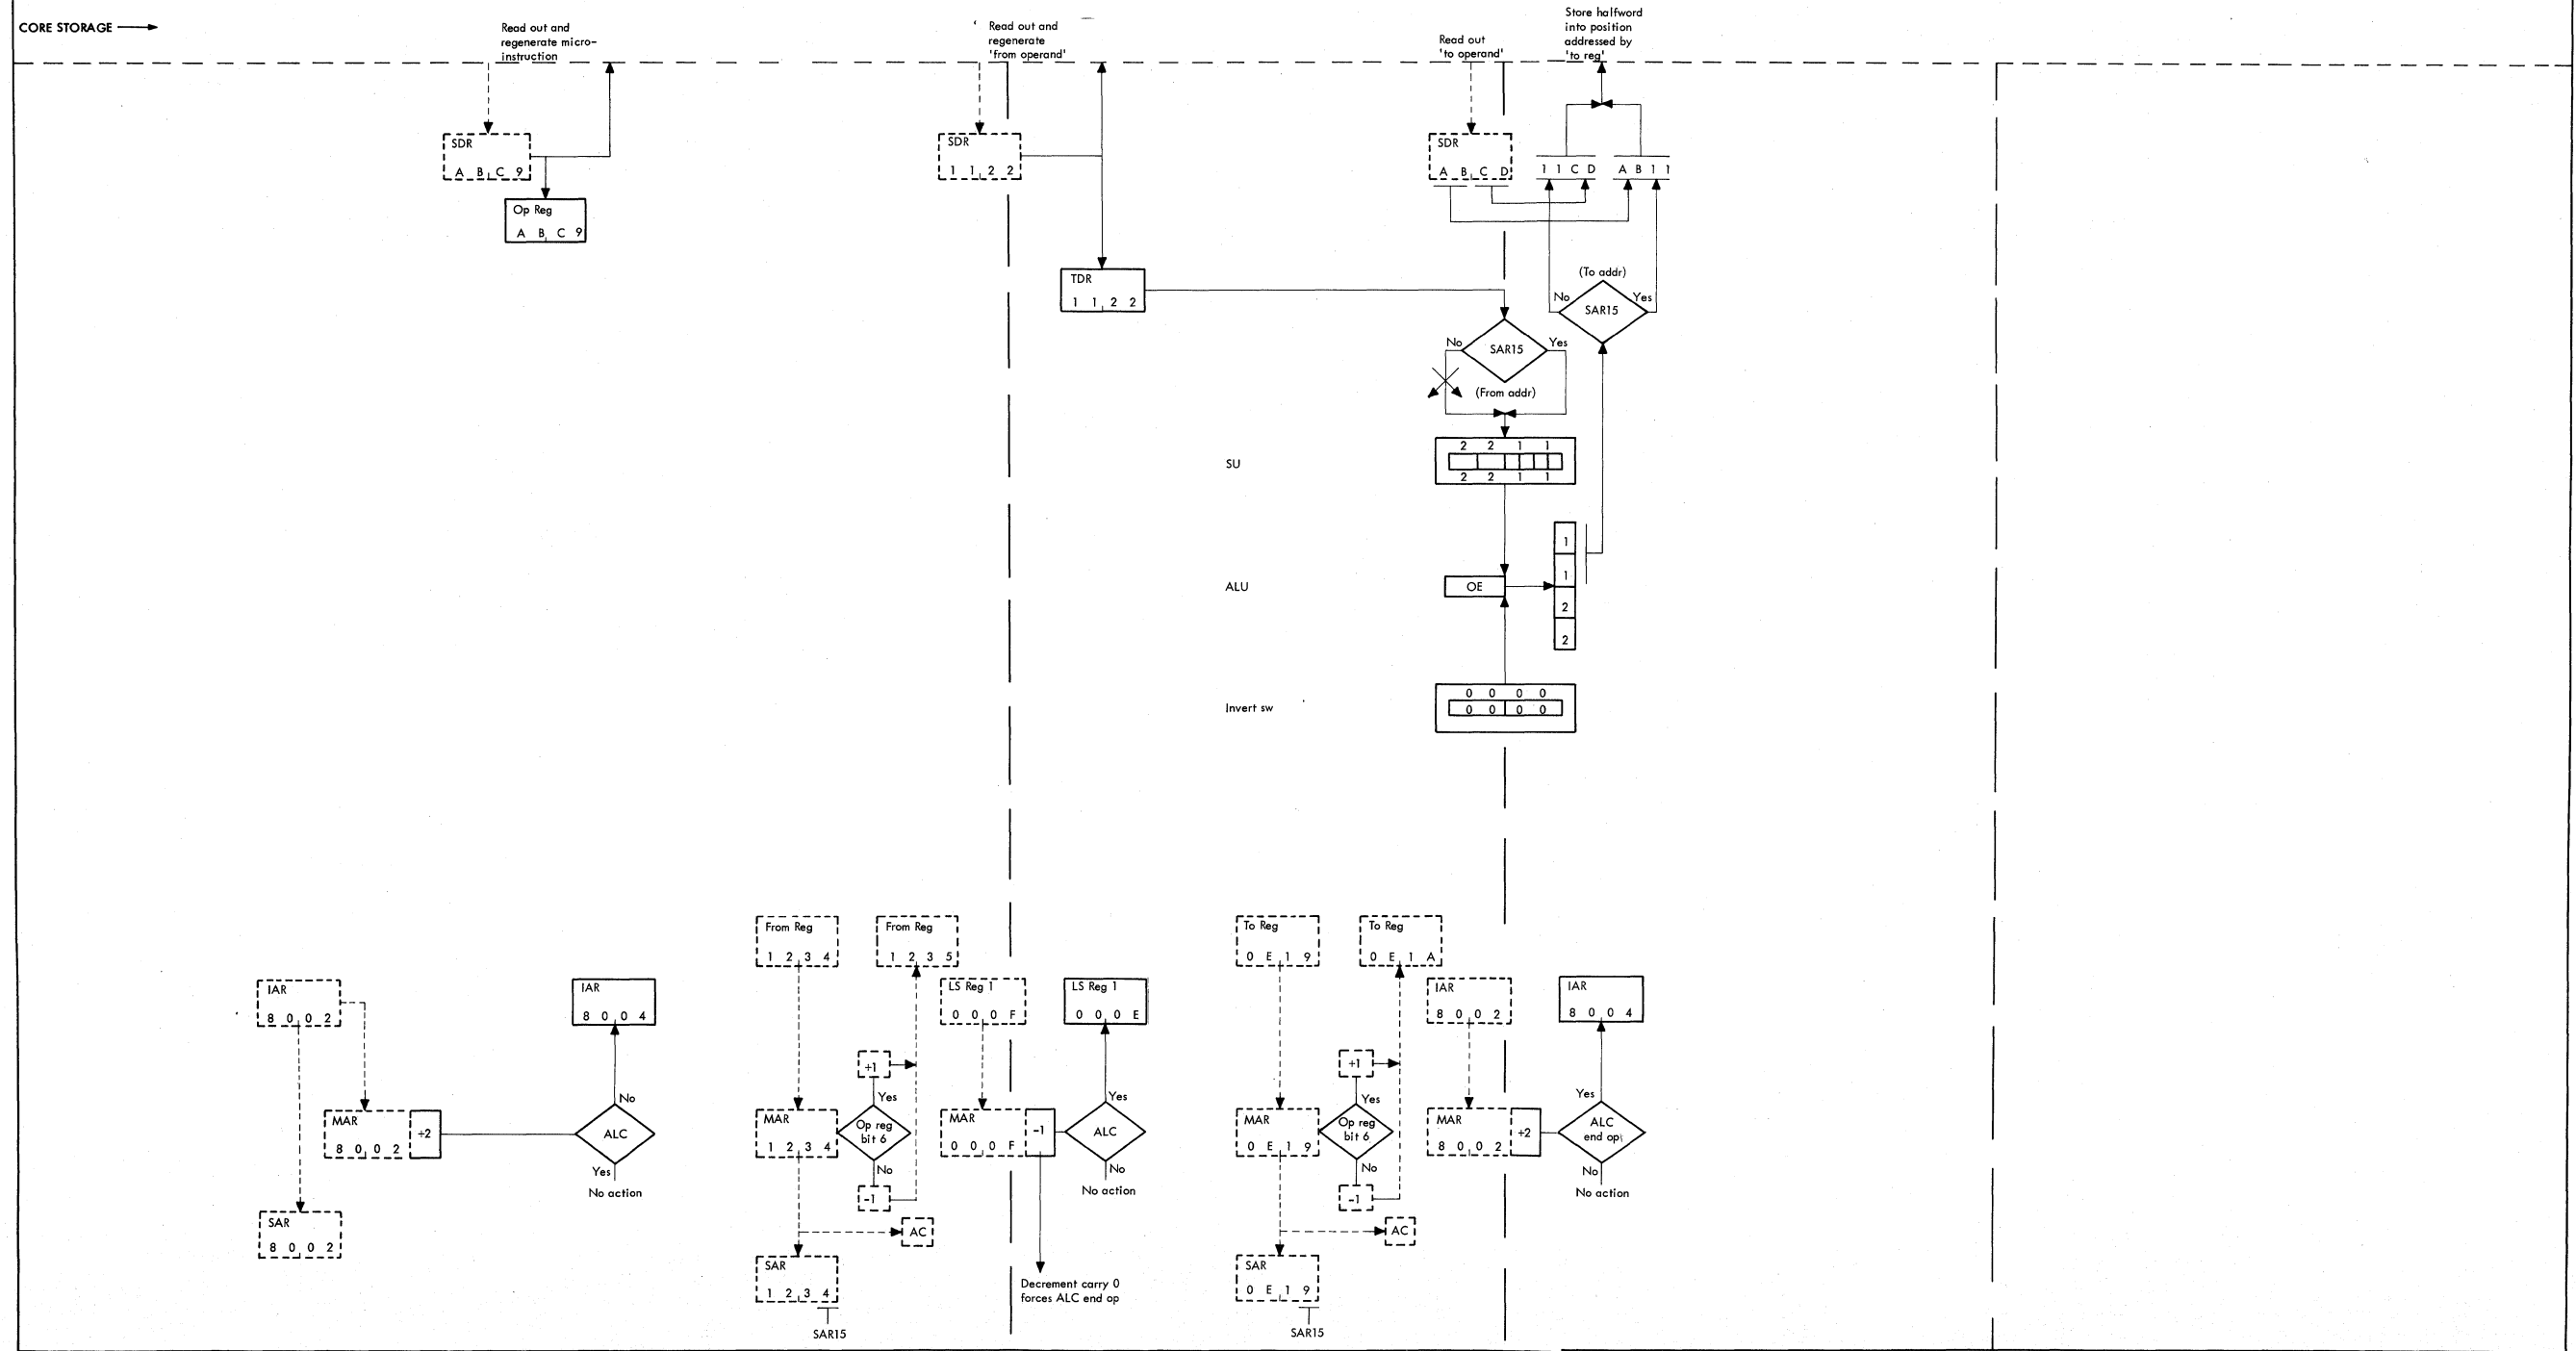 CORE STORAGE
Read out and
regenerate micro-
instruction
Read out and
regenerate
'from operand'
Read out
'to operand'
Store halfword
into position
addressed by
'to reg'
SDR
A B C 9
Op Reg
A B C 9
SDR
1 1 2 2
TDR
1 1 2 2
SDR
A B C D
1 1 C D
A B 1 1
(To addr)
No
Yes
SAR15
No
Yes
SAR15
(From addr)
SU
2 2 1 1
2 2 1 1
ALU
OE
1
1
2
2
Invert sw
0 0 0 0
0 0 0 0
IAR
8 0 0 2
MAR
8 0 0 2
+2
SAR
8 0 0 2
IAR
8 0 0 4
No
ALC
Yes
No action
From Reg
1 2 3 4
From Reg
1 2 3 5
+1
Yes
MAR
1 2 3 4
Op reg
bit 6
No
-1
AC
SAR
1 2 3 4
SAR15
LS Reg 1
0 0 0 F
MAR
0 0 0 F
-1
LS Reg 1
0 0 0 E
Yes
ALC
No
No action
Decrement carry 0
forces ALC end op
To Reg
0 E 1 9
To Reg
0 E 1 A
+1
Yes
MAR
0 E 1 9
Op reg
bit 6
No
-1
AC
SAR
0 E 1 9
SAR15
IAR
8 0 0 2
MAR
8 0 0 2
+2
IAR
8 0 0 4
Yes
ALC
end op
No
No action